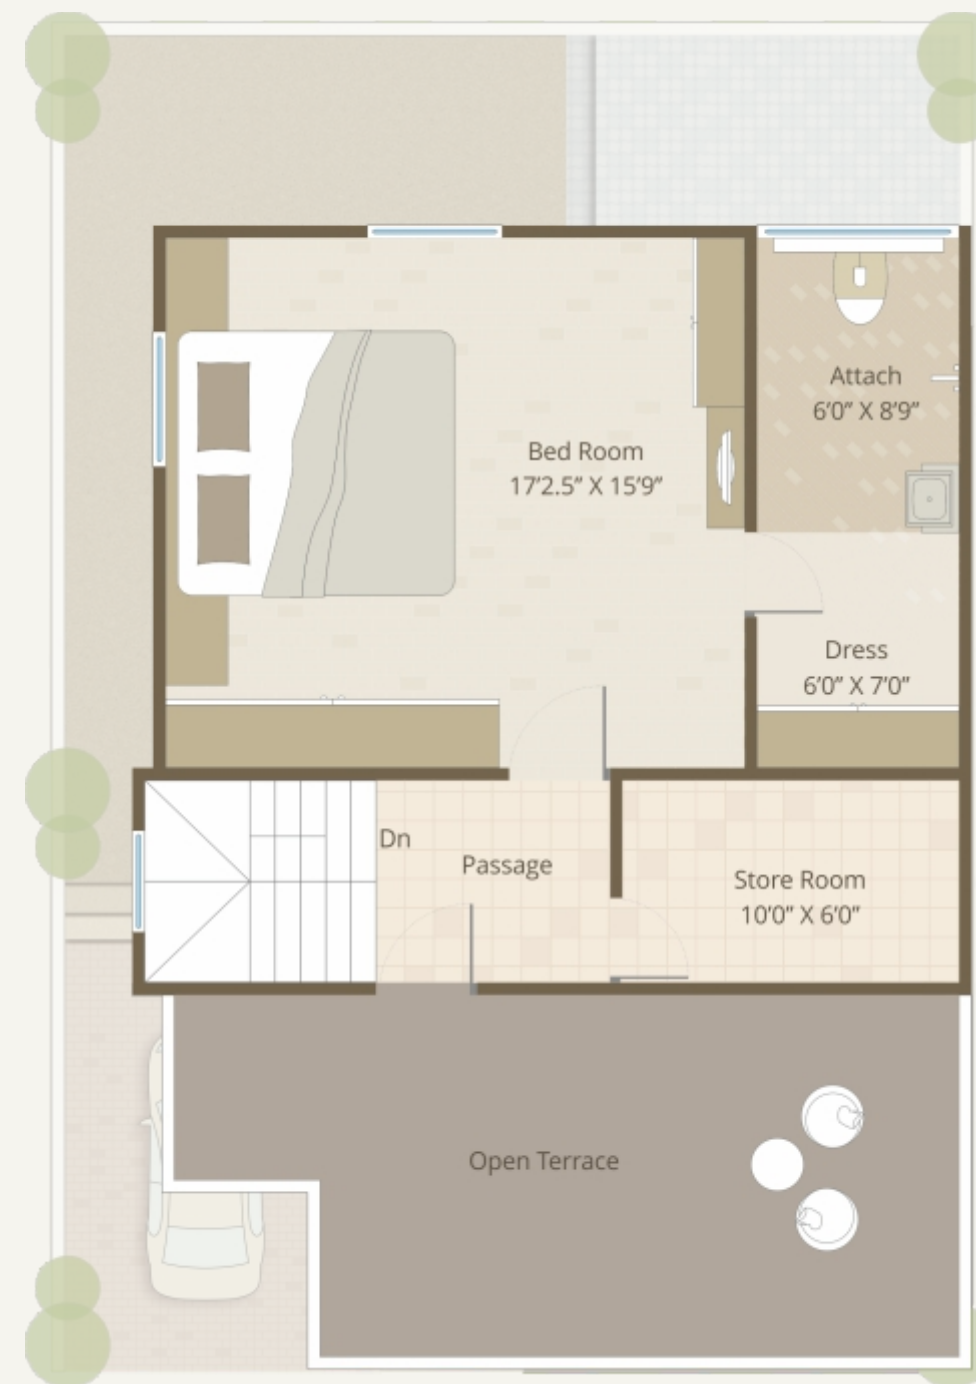 Attach
6’0” X 8’9”
Bed Room
17’2.5” X 15’9”
Dress
6’0” X 7’0”
Dn
Passage
Store Room
10’0” X 6’0”
Open Terrace